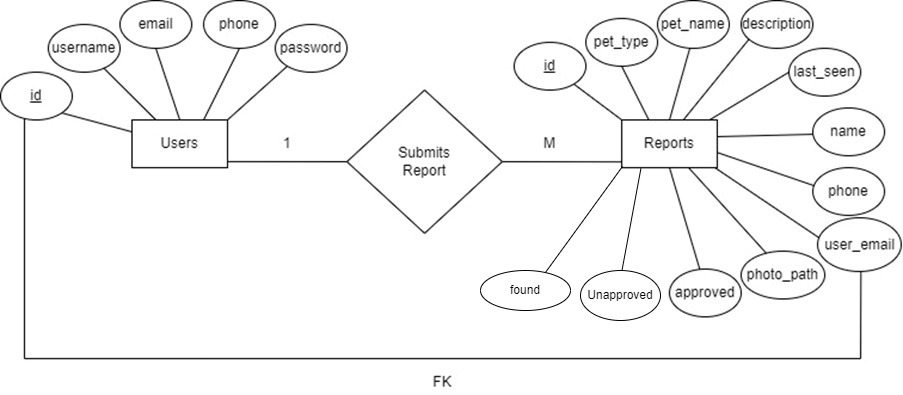 email
phone
username
password
id
Users
1
Submits
Report
M
id
pet_type
pet_name
description
last_seen
name
phone
user_email
photo_path
approved
Unapproved
found
Reports
FK